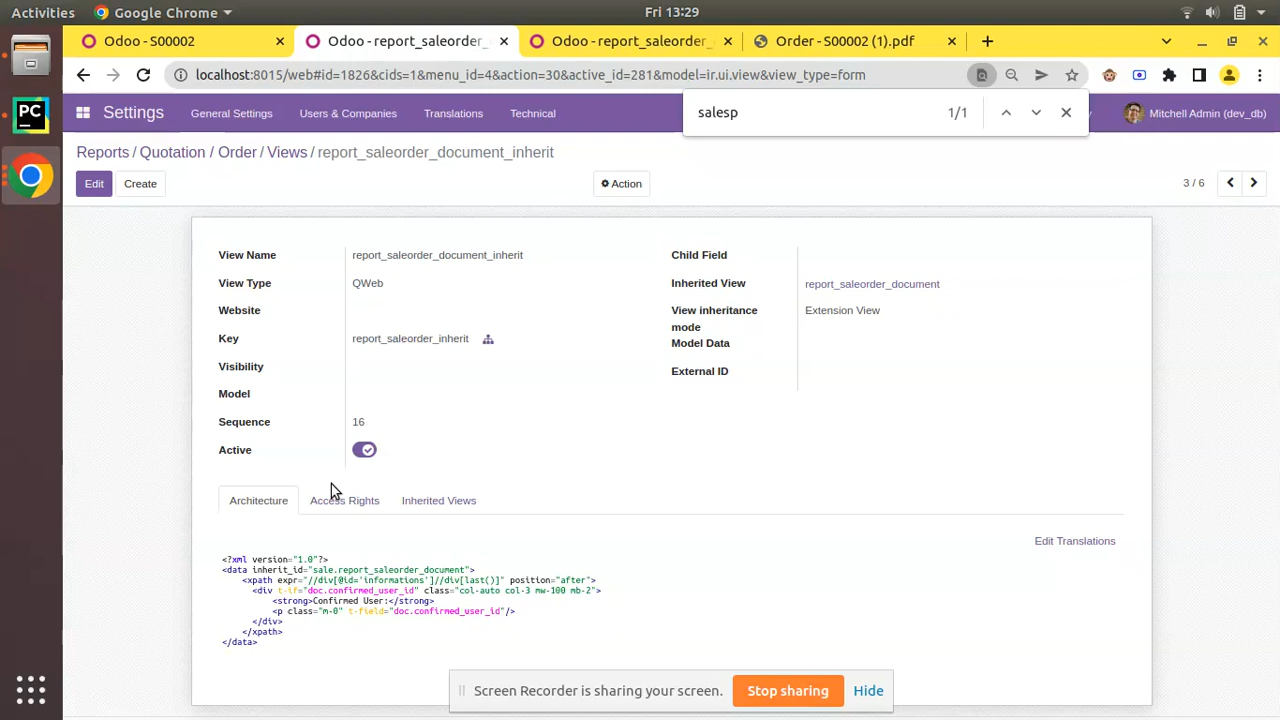 Activities
Google Chrome
Fri 13:29
Odoo - S00002
Odoo - report_saleorder_
Odoo - report_saleorder_
Order - S00002 (1).pdf
localhost:8015/web#id=1826&cids=1&menu_id=4&action=30&active_id=281&model=ir.ui.view&view_type=form
Settings
General Settings
Users & Companies
Translations
Technical
salesp
1/1
Mitchell Admin (dev_db)
Reports / Quotation / Order / Views / report_saleorder_document_inherit
Edit
Create
Action
3 / 6
View Name
report_saleorder_document_inherit
View Type
QWeb
Website
Key
report_saleorder_inherit
Visibility
Model
Sequence
16
Active
Child Field
Inherited View
report_saleorder_document
View inheritance
mode
Extension View
Model Data
External ID
Architecture
Access Rights
Inherited Views
Edit Translations
<?xml version="1.0"?>
<data inherit_id="sale.report_saleorder_document">
<xpath expr="//div[@id='informations']//div[last()]" position="after">
<div t-if="doc.confirmed_user_id" class="col-auto col-3 mw-100 mb-2">
<strong>Confirmed User:</strong>
<p class="m-0" t-field="doc.confirmed_user_id"/>
</div>
</xpath>
</data>
Screen Recorder is sharing your screen.
Stop sharing
Hide
PC